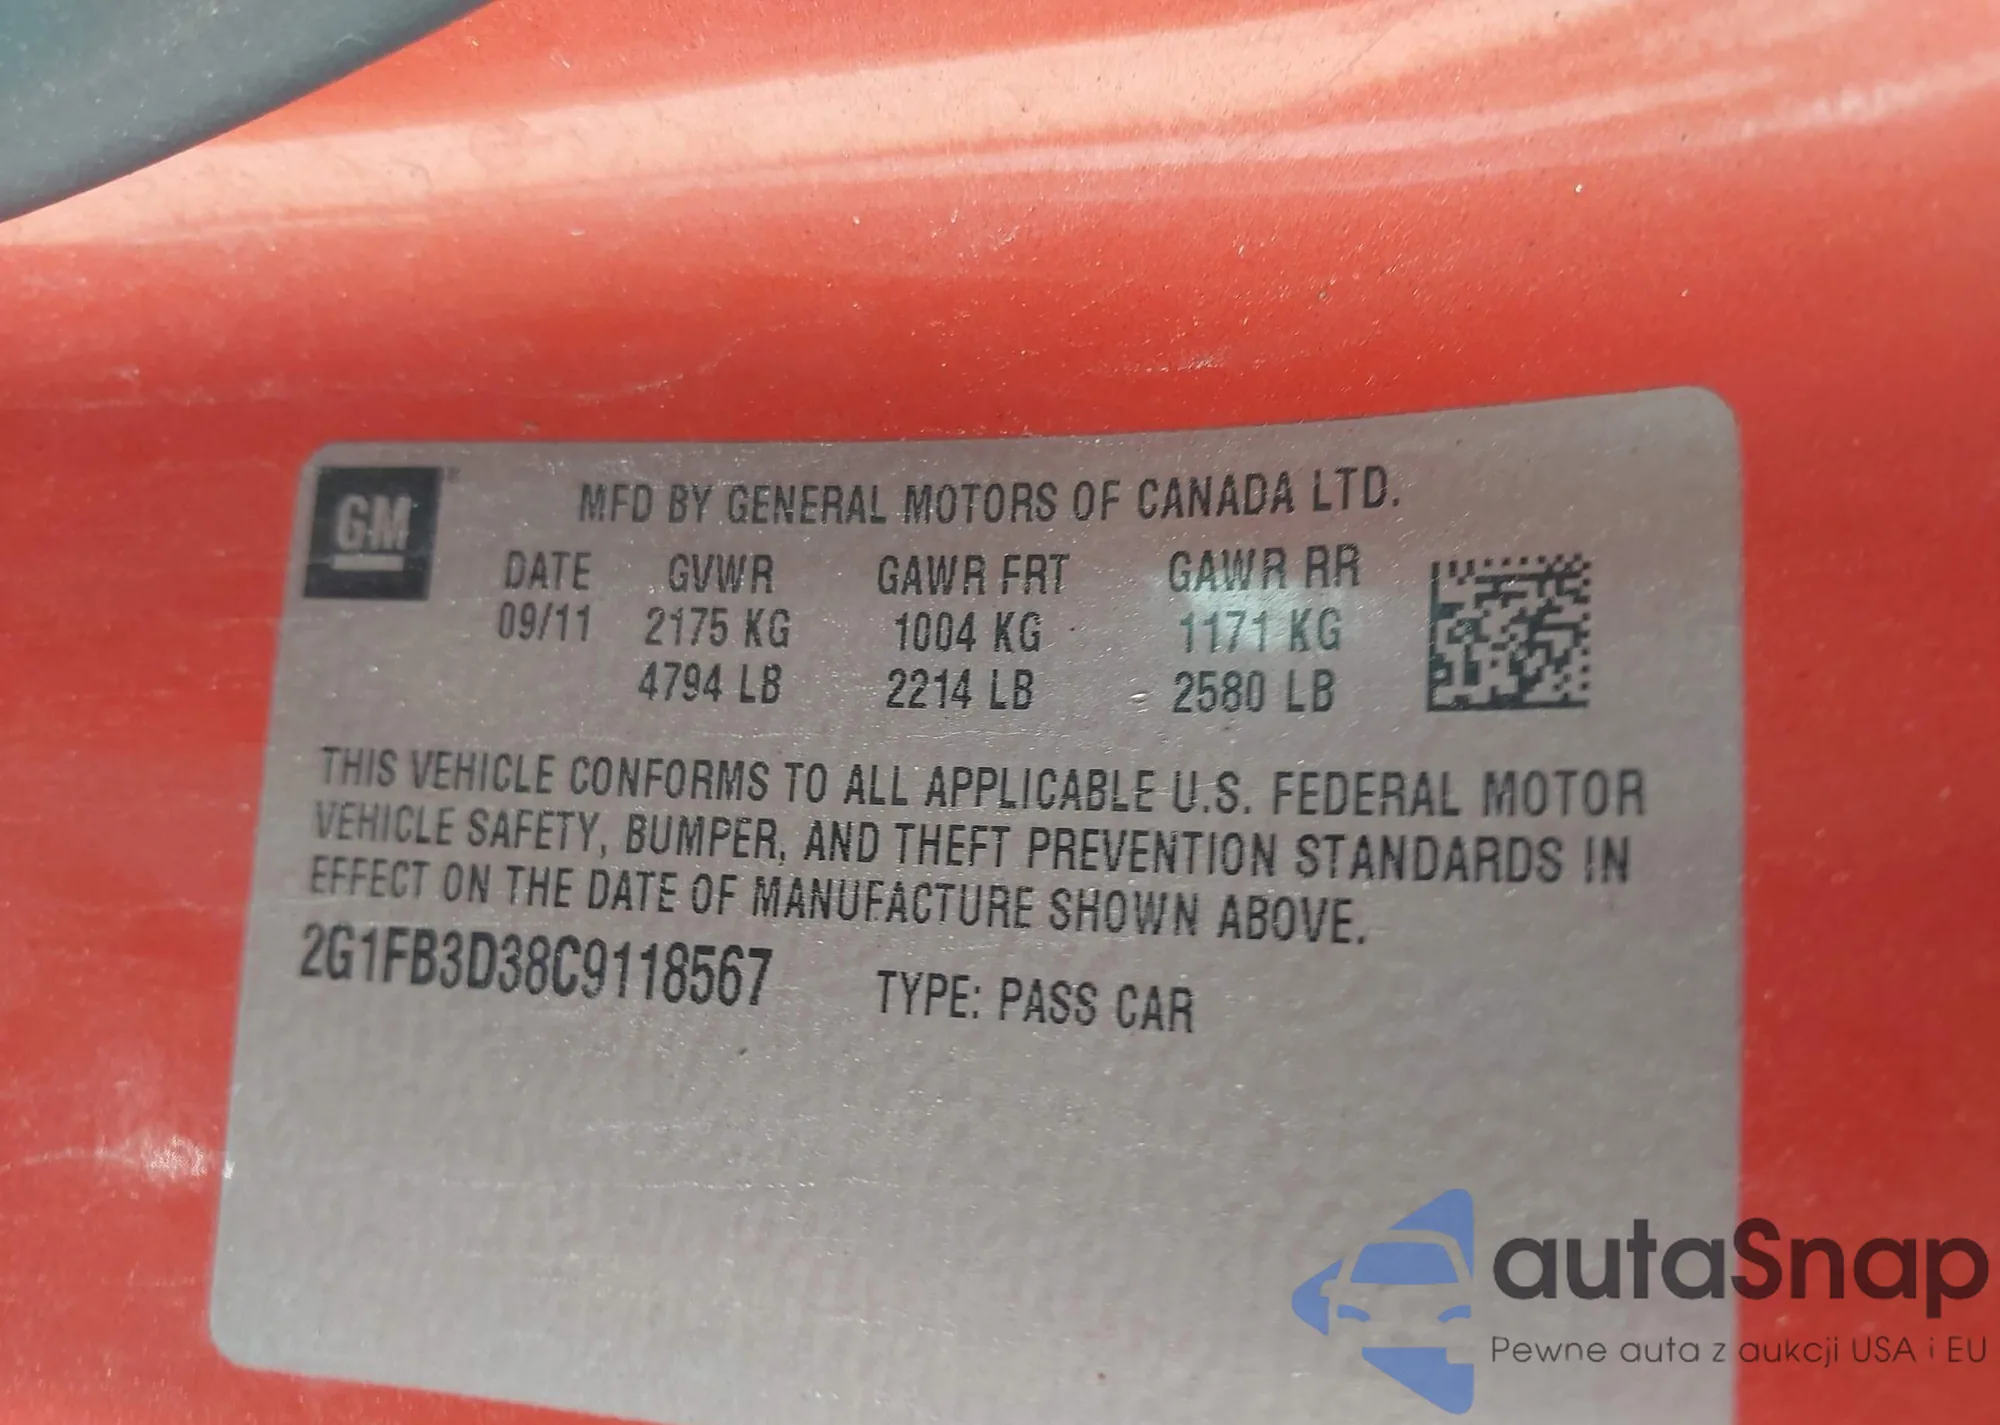 GM
MFD BY GENERAL MOTORS OF CANADA LTD.
DATE GVWR GAWR FRT GAWR RR
09/11 2175 KG 1004 KG 1171 KG
4794 LB 2214 LB 2580 LB
THIS VEHICLE CONFORMS TO ALL APPLICABLE U.S. FEDERAL MOTOR
VEHICLE SAFETY, BUMPER, AND THEFT PREVENTION STANDARDS IN
EFFECT ON THE DATE OF MANUFACTURE SHOWN ABOVE.
2G1FB3D38C9118567 TYPE: PASS CAR
autaSnap
Pewne auta z aukcji USA i EU